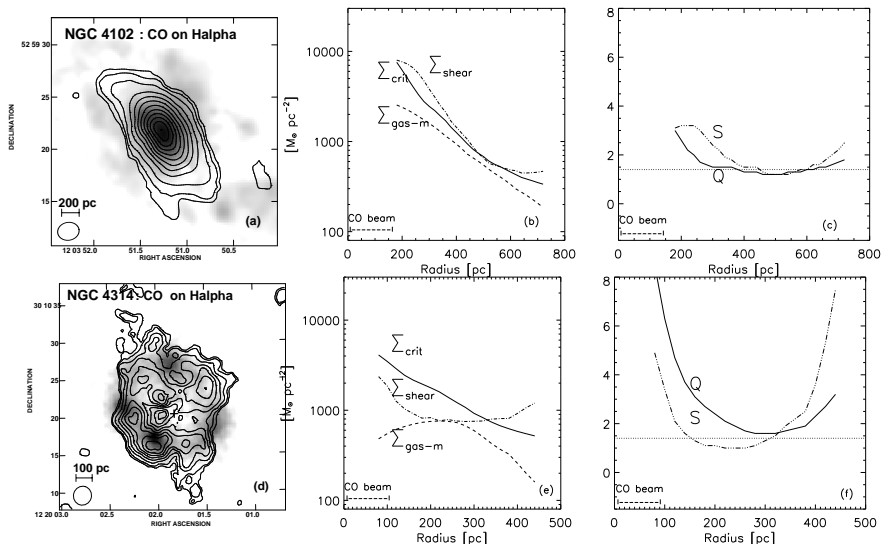 NGC 4102 : CO on Halpha
DECLINATION
52 59 30
25
20
15
200 pc
(a)
12 03 52.0
51.5
51.0
50.5
RIGHT ASCENSION
[M⊙ pc⁻²]
10000
1000
100
Σcrit
Σshear
Σgas-m
CO beam
(b)
0 200 400 600 800
Radius [pc]
8
6
4
2
0
S
Q
CO beam
(c)
0 200 400 600 800
Radius [pc]
NGC 4314: CO on Halpha
DECLINATION
30 10 35
30
25
20
15
10
100 pc
(d)
12 20 03.0
02.5
02.0
01.5
01.0
RIGHT ASCENSION
[M⊙ pc⁻²]
10000
1000
100
Σcrit
Σshear
Σgas-m
CO beam
(e)
0 100 200 300 400 500
Radius [pc]
8
6
4
2
0
Q
S
CO beam
(f)
0 100 200 300 400 500
Radius [pc]